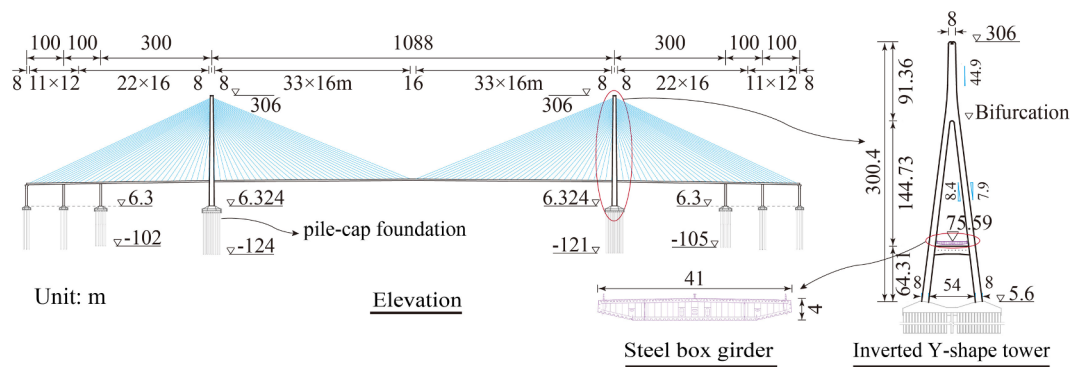 100 100 300 1088 300 100 100
8 11×12 22×16 8 8 33×16m 16 33×16m 8 8 22×16 11×12 8
306 306
6.3 6.324 6.324 6.3
-102 -124 -121 -105
pile-cap foundation
Unit: m
Elevation
41
4
Steel box girder
8
306
91.36
44.9
Bifurcation
300.4
144.73
8.4
7.9
75.59
64.31
8 54 8
5.6
Inverted Y-shape tower